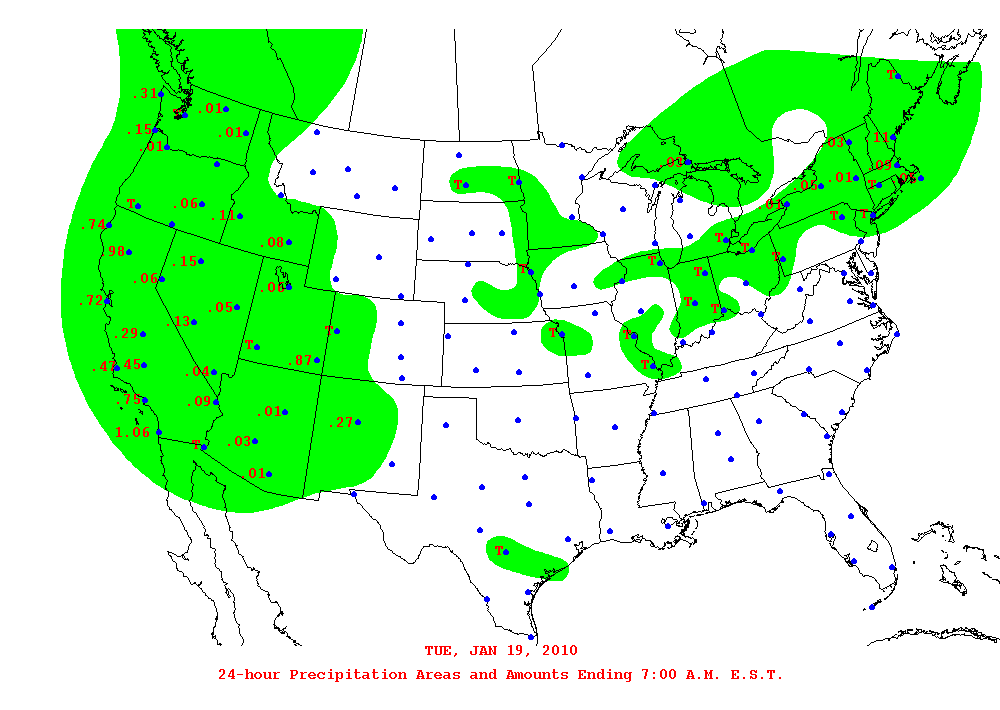 T
.31
.01
.15
.01
.03
.11
.01
.01
.09
T
T
.05
.01
T
.01
T
.06
.01
.11
T
T
.74
.08
T
T
.98
.15
T
T
T
.06
T
.06
.72
.05
T
T
.13
T
T
T
.29
T
.87
.47
.45
T
.04
.75
.09
.01
.27
1.06
.03
T
.01
T
TUE, JAN 19, 2010
24-hour Precipitation Areas and Amounts Ending 7:00 A.M. E.S.T.